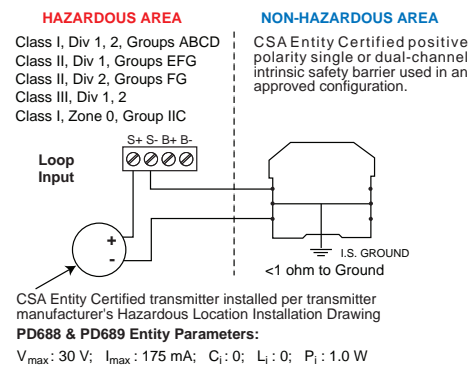 HAZARDOUS AREA
Class I, Div 1, 2, Groups ABCD
Class II, Div 1, Groups EFG
Class II, Div 2, Groups FG
Class III, Div 1, 2
Class I, Zone 0, Group IIC
NON-HAZARDOUS AREA
CSA Entity Certified positive
polarity single or dual-channel
intrinsic safety barrier used in an
approved configuration.
S+ S- B+ B-
Loop
Input
+
-
I.S. GROUND
<1 ohm to Ground
CSA Entity Certified transmitter installed per transmitter
manufacturer's Hazardous Location Installation Drawing
PD688 & PD689 Entity Parameters:
Vmax: 30 V; Imax: 175 mA; Ci: 0; Li: 0; Pi: 1.0 W